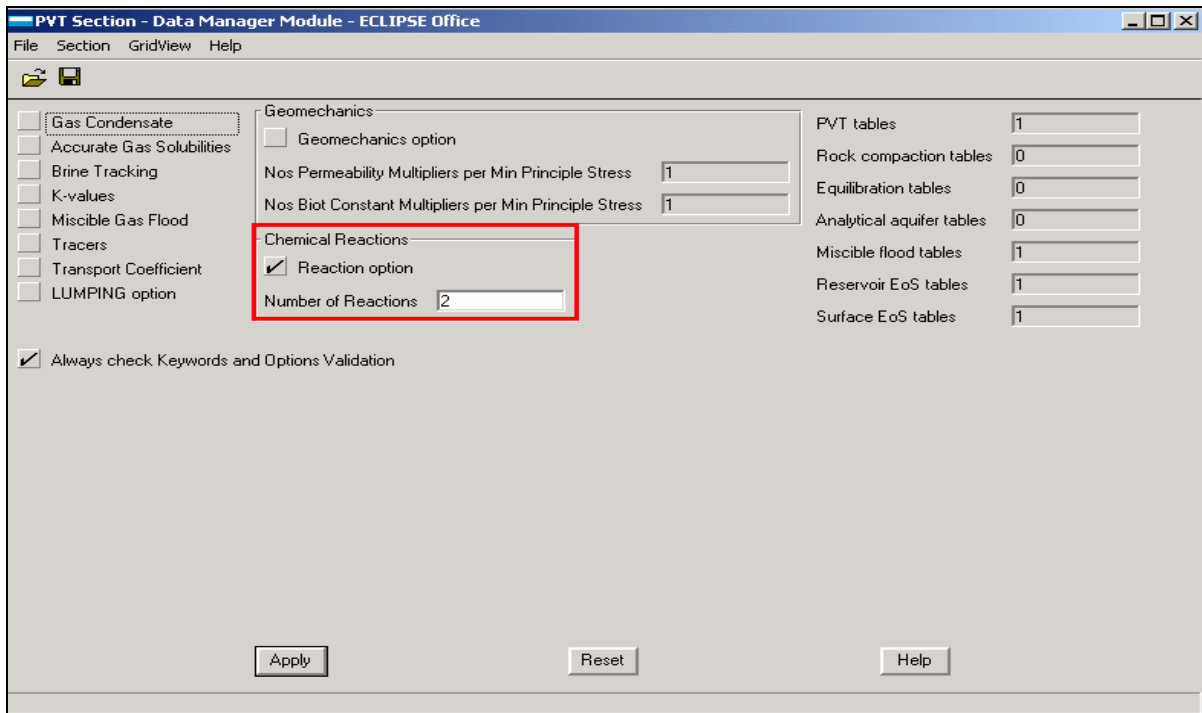 PVT Section - Data Manager Module - ECLIPSE Office
File Section GridView Help
Gas Condensate
Accurate Gas Solubilities
Brine Tracking
K-values
Miscible Gas Flood
Tracers
Transport Coefficient
LUMPING option
Geomechanics
Geomechanics option
Nos Permeability Multipliers per Min Principle Stress 1
Nos Biot Constant Multipliers per Min Principle Stress 1
Chemical Reactions
Reaction option
Number of Reactions 2
PVT tables 1
Rock compaction tables 0
Equilibration tables 0
Analytical aquifer tables 0
Miscible flood tables 1
Reservoir EoS tables 1
Surface EoS tables 1
Always check Keywords and Options Validation
Apply Reset Help